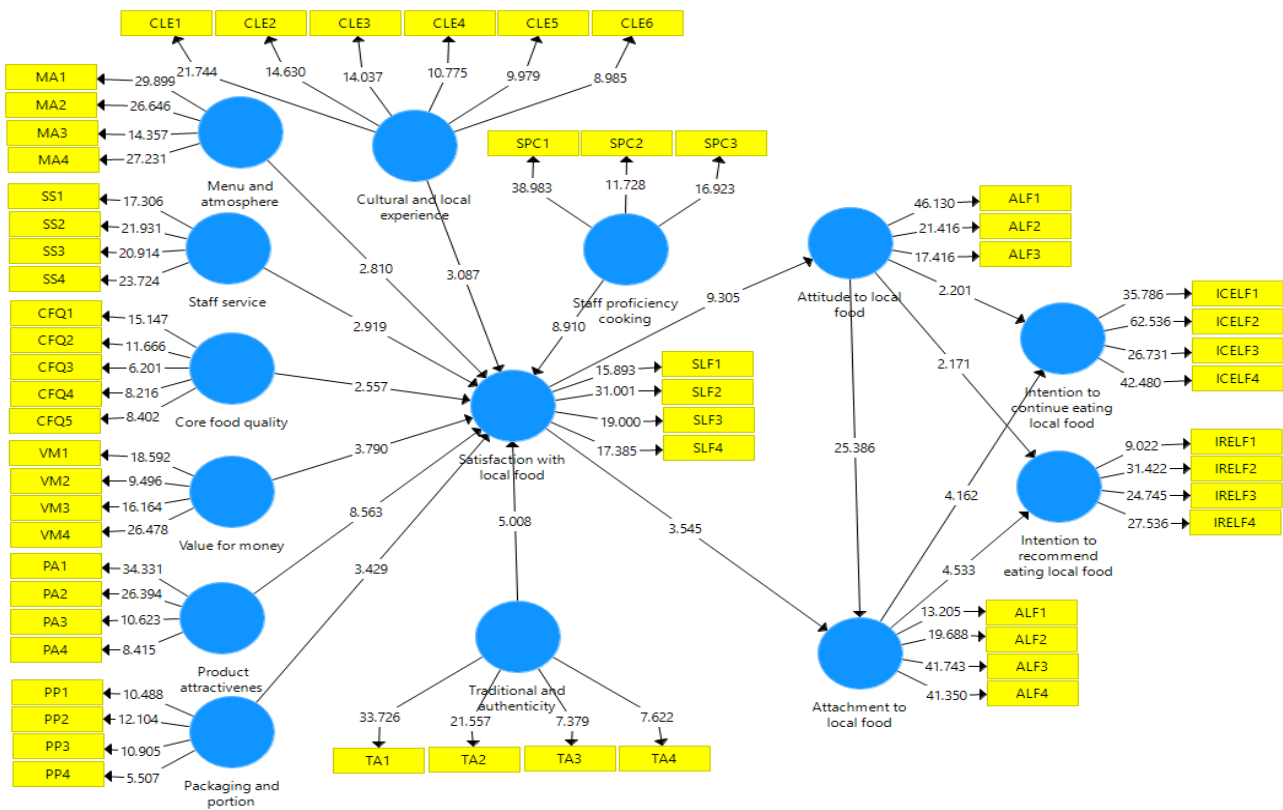 CLE1 CLE2 CLE3 CLE4 CLE5 CLE6
21.744 14.630 14.037 10.775 9.979 8.985
MA1 29.899
MA2 26.646
MA3 14.357
MA4 27.231
Menu and
atmosphere
Cultural and local
experience
SPC1 SPC2 SPC3
38.983 11.728 16.923
Staff proficiency
cooking
SS1 17.306
SS2 21.931
SS3 20.914
SS4 23.724
Staff service
2.810
3.087
2.919
8.910
9.305
CFQ1 15.147
CFQ2 11.666
CFQ3 6.201
CFQ4 8.216
CFQ5 8.402
Core food quality
2.557
15.893 SLF1
31.001 SLF2
19.000 SLF3
17.385 SLF4
Satisfaction with
local food
46.130 ALF1
21.416 ALF2
17.416 ALF3
Attitude to local
food
2.201
2.171
35.786 ICELF1
62.536 ICELF2
26.731 ICELF3
42.480 ICELF4
Intention to
continue eating
local food
VM1 18.592
VM2 9.496
VM3 16.164
VM4 26.478
Value for money
3.790
8.563
3.429
5.008
3.545
25.386
4.162
4.533
9.022 IRELF1
31.422 IRELF2
24.745 IRELF3
27.536 IRELF4
Intention to
recommend
eating local food
PA1 34.331
PA2 26.394
PA3 10.623
PA4 8.415
Product
attractivenes
13.205 ALF1
19.688 ALF2
41.743 ALF3
41.350 ALF4
Attachment to
local food
PP1 10.488
PP2 12.104
PP3 10.905
PP4 5.507
Packaging and
portion
Traditional and
authenticity
33.726 21.557 7.379 7.622
TA1 TA2 TA3 TA4